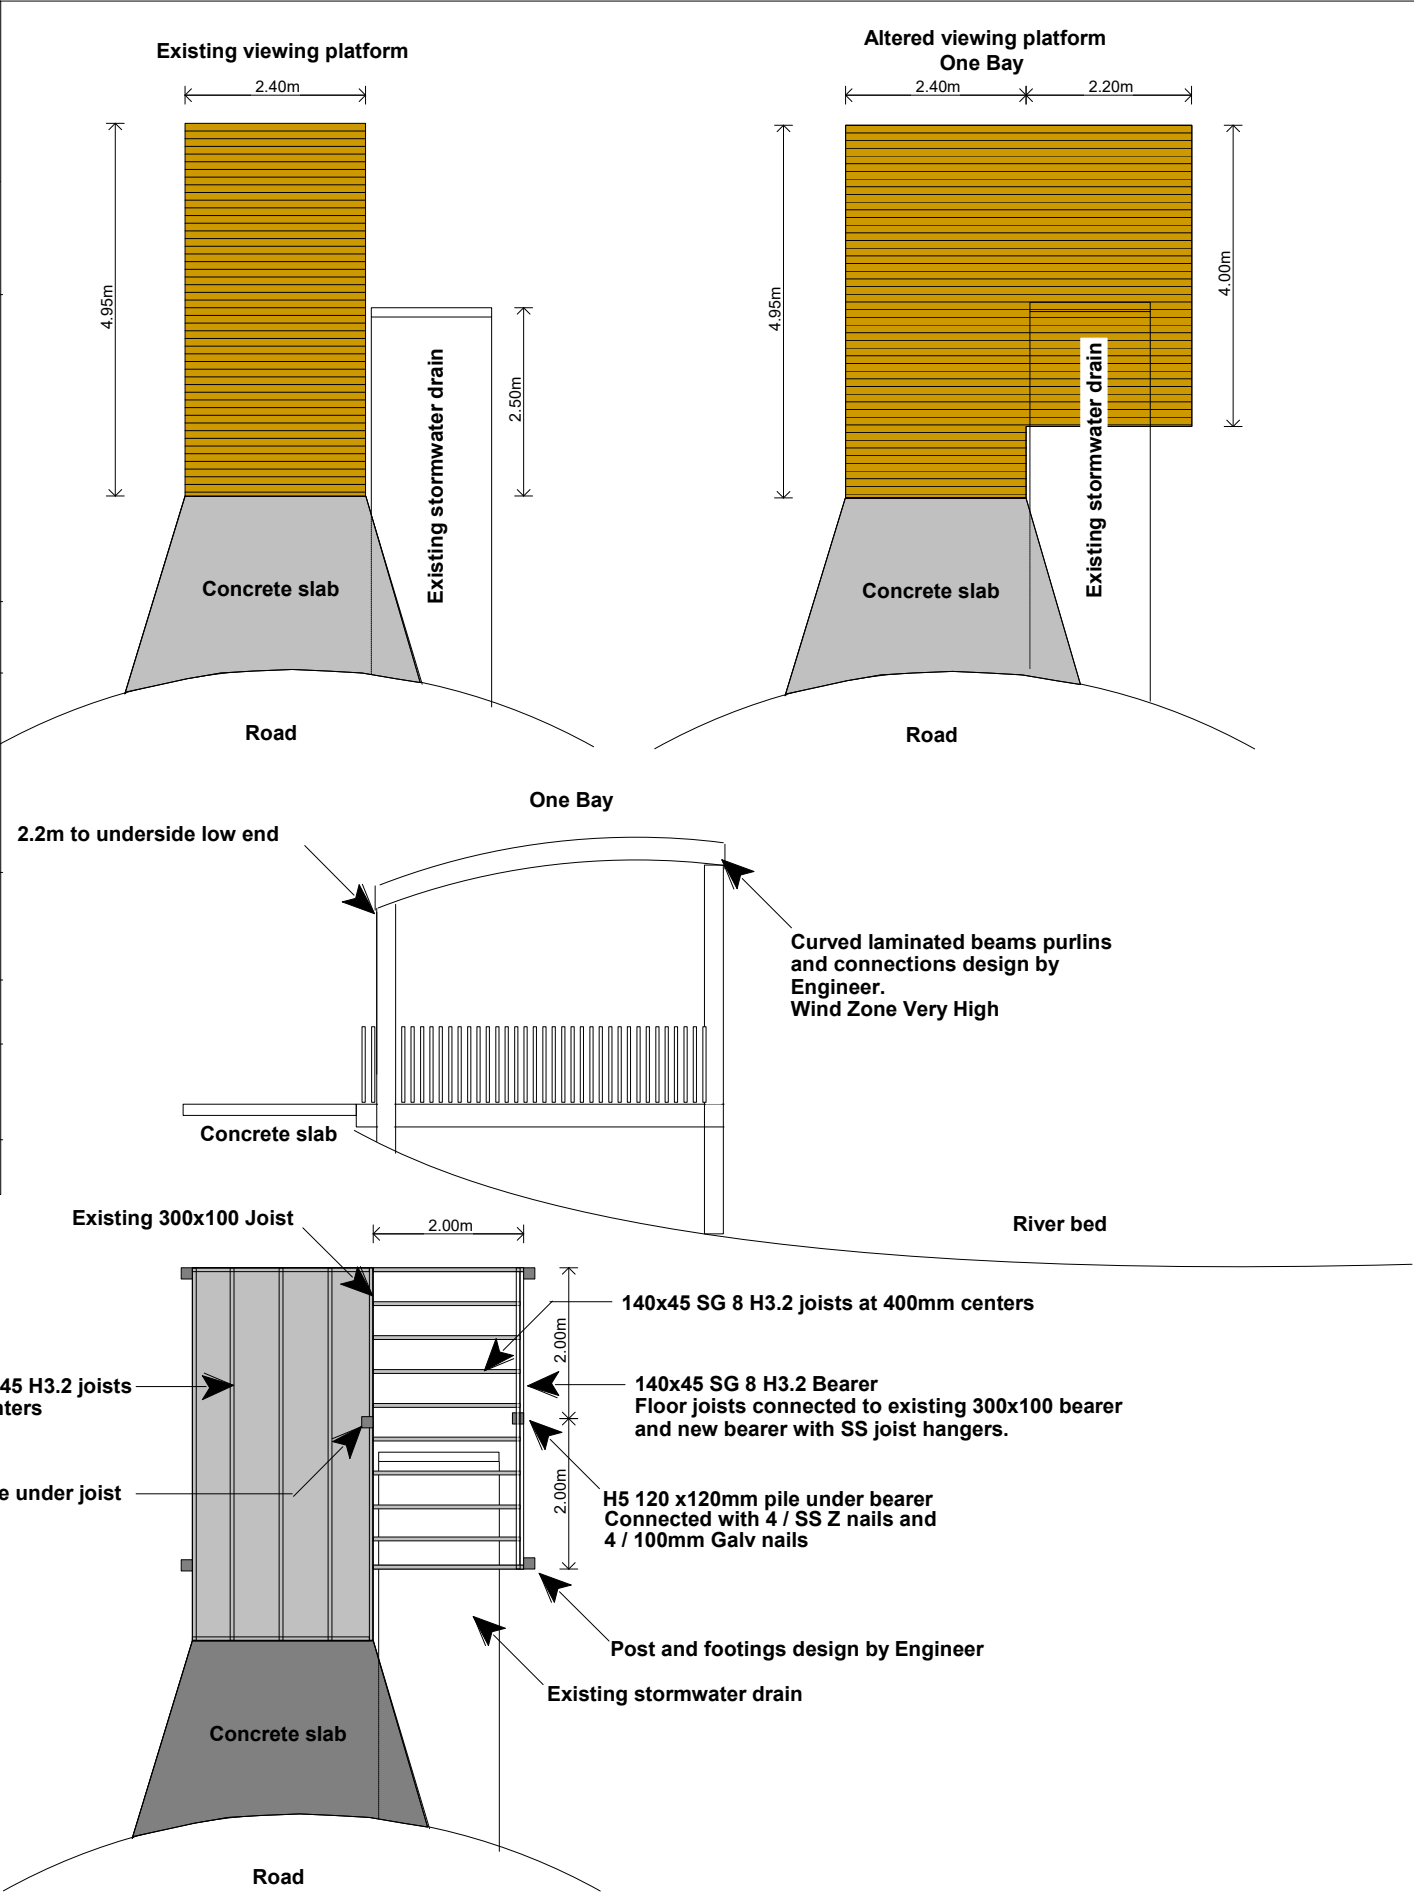 Existing viewing platform
2.40m
4.95m
2.50m
Existing stormwater drain
Concrete slab
Road
Altered viewing platform
One Bay
2.40m
2.20m
4.95m
4.00m
Existing stormwater drain
Concrete slab
Road
One Bay
2.2m to underside low end
Curved laminated beams purlins
and connections design by
Engineer.
Wind Zone Very High
Concrete slab
River bed
Existing 300x100 Joist
2.00m
2.00m
2.00m
140x45 SG 8 H3.2 joists at 400mm centers
45 H3.2 joists
140x45 SG 8 H3.2 Bearer
Floor joists connected to existing 300x100 bearer
and new bearer with SS joist hangers.
under joist
H5 120 x120mm pile under bearer
Connected with 4 / SS Z nails and
4 / 100mm Galv nails
Post and footings design by Engineer
Existing stormwater drain
Concrete slab
Road